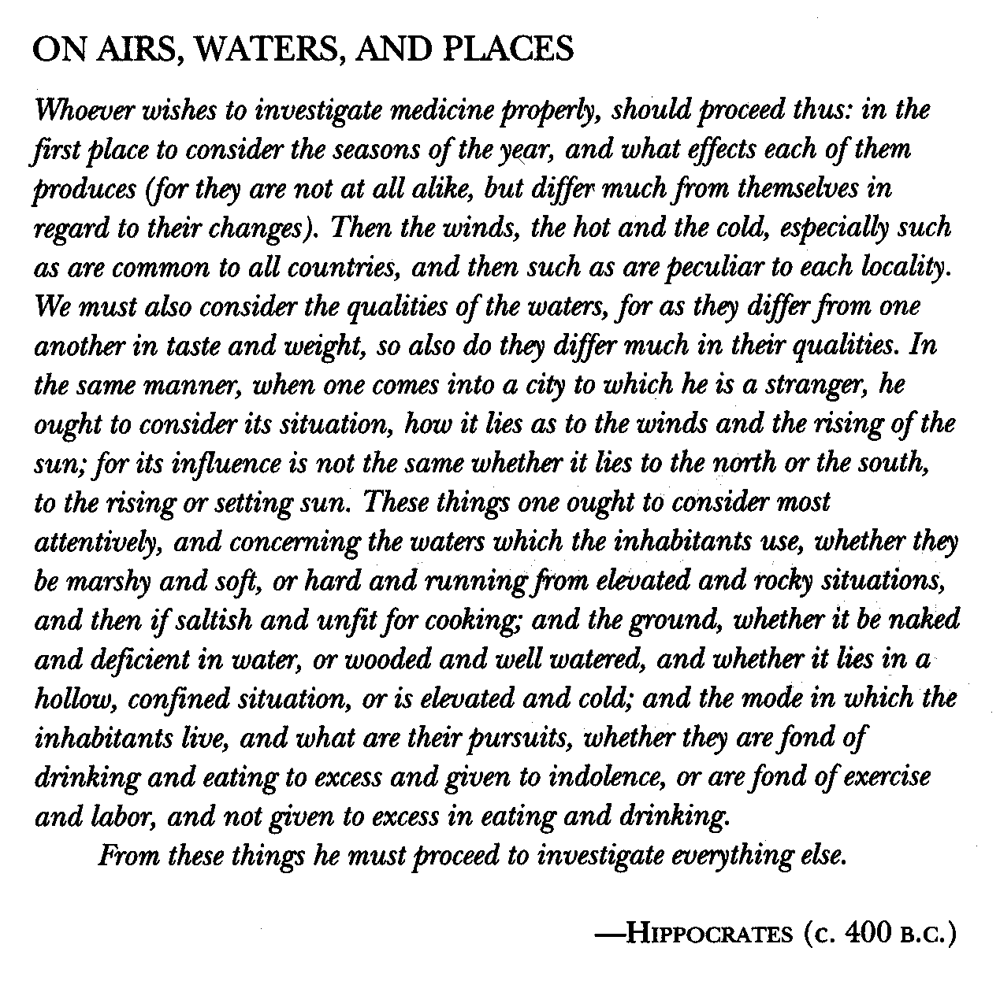 ON AIRS, WATERS, AND PLACES
Whoever wishes to investigate medicine properly, should proceed thus: in the
first place to consider the seasons of the year, and what effects each of them
produces (for they are not at all alike, but differ much from themselves in
regard to their changes). Then the winds, the hot and the cold, especially such
as are common to all countries, and then such as are peculiar to each locality.
We must also consider the qualities of the waters, for as they differ from one
another in taste and weight, so also do they differ much in their qualities. In
the same manner, when one comes into a city to which he is a stranger, he
ought to consider its situation, how it lies as to the winds and the rising of the
sun; for its influence is not the same whether it lies to the north or the south,
to the rising or setting sun. These things one ought to consider most
attentively, and concerning the waters which the inhabitants use, whether they
be marshy and soft, or hard and running from elevated and rocky situations,
and then if saltish and unfit for cooking; and the ground, whether it be naked
and deficient in water, or wooded and well watered, and whether it lies in a
hollow, confined situation, or is elevated and cold; and the mode in which the
inhabitants live, and what are their pursuits, whether they are fond of
drinking and eating to excess and given to indolence, or are fond of exercise
and labor, and not given to excess in eating and drinking.
From these things he must proceed to investigate everything else.
—HIPPOCRATES (c. 400 B.C.)